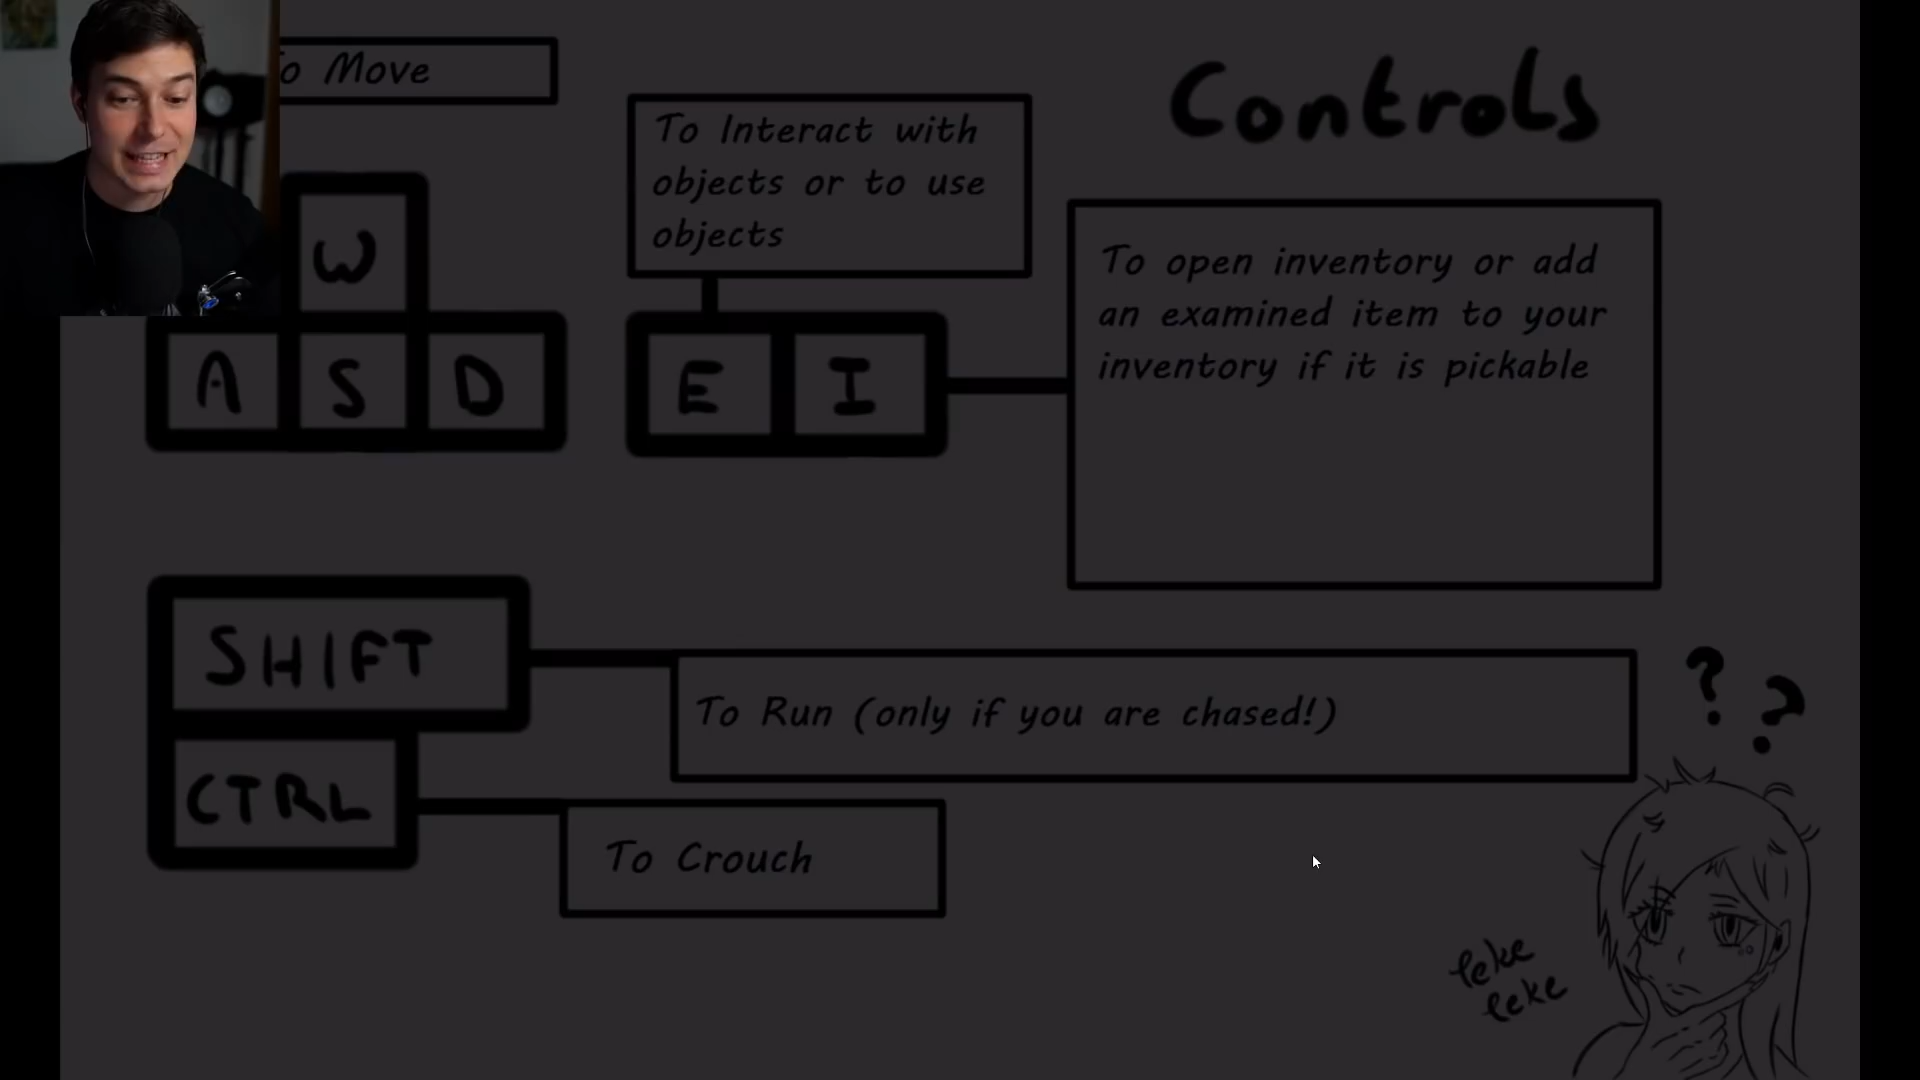 o Move
Controls
To Interact with
objects or to use
objects
To open inventory or add
an examined item to your
inventory if it is pickable
W
A S D
E I
SHIFT
To Run (only if you are chased!)
? ?
CTRL
To Crouch
leke
leke